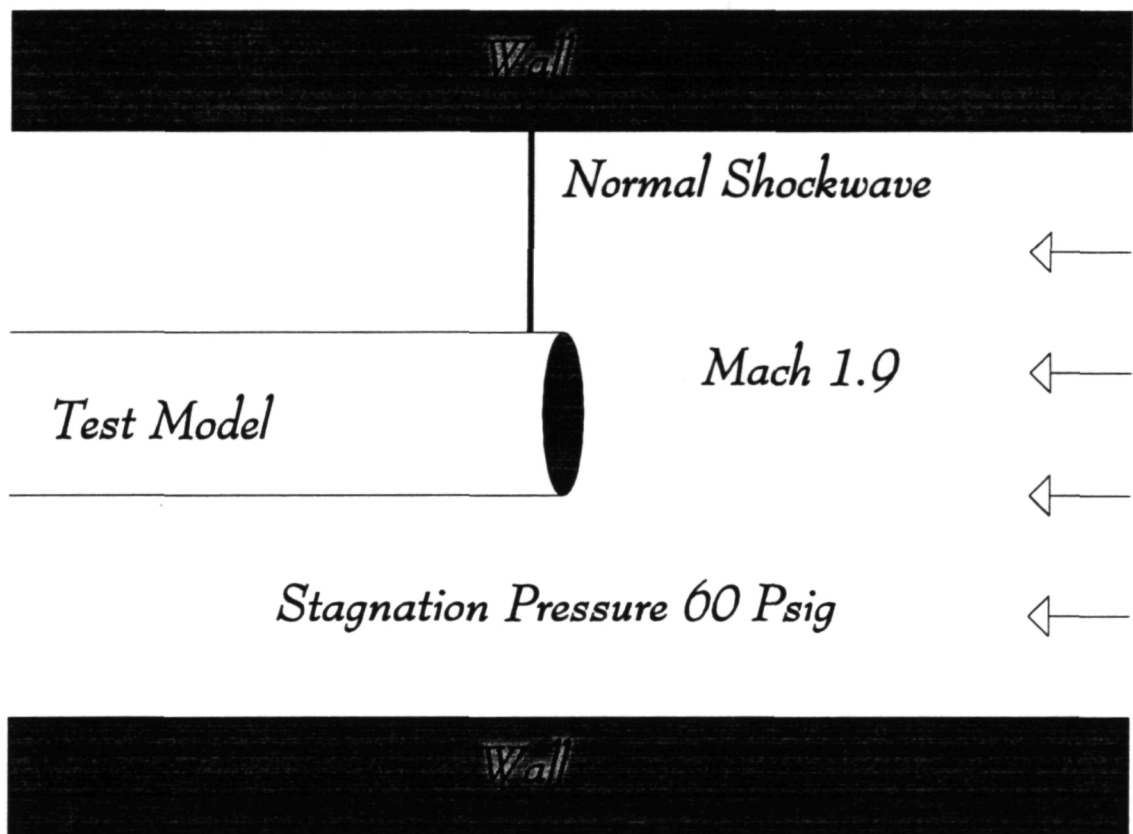 Wall
Normal Shockwave
Mach 1.9
Test Model
Stagnation Pressure 60 Psig
Wall